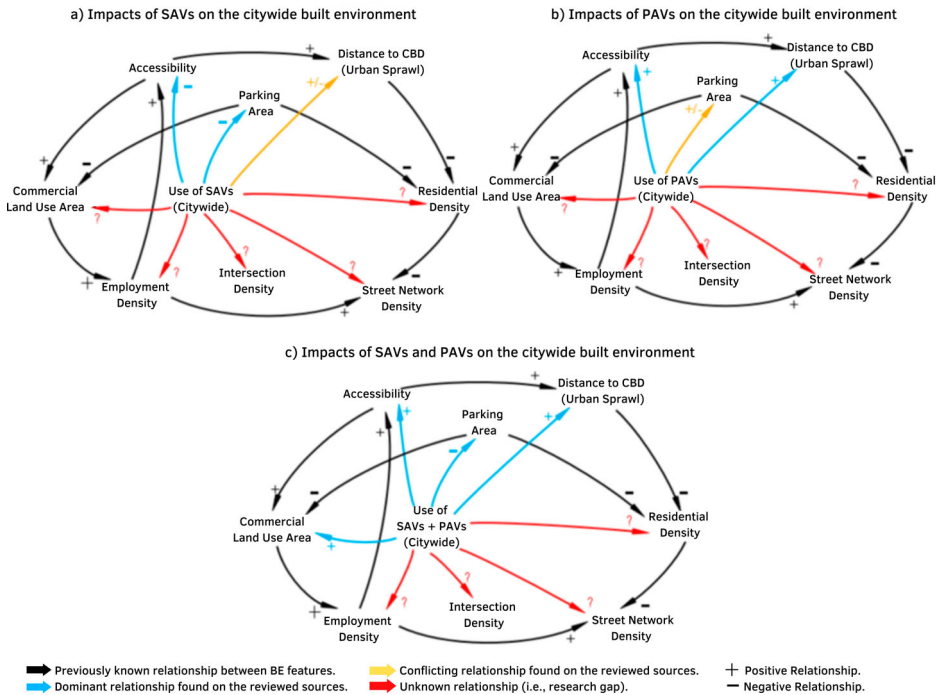 a) Impacts of SAVs on the citywide built environment
+
Distance to CBD
(Urban Sprawl)
Accessibility
-
+/-
+
Parking
Area
-
+
-
-
-
Commercial
Land Use Area
Use of SAVs
(Citywide)
?
Residential
Density
?
?
?
?
-
+
Employment
Density
Intersection
Density
Street Network
Density
+
b) Impacts of PAVs on the citywide built environment
+
Distance to CBD
(Urban Sprawl)
Accessibility
+
+
+
Parking
Area
+/-
+
-
-
-
Commercial
Land Use Area
Use of PAVs
(Citywide)
?
Residential
Density
?
?
?
?
-
+
Employment
Density
Intersection
Density
Street Network
Density
+
c) Impacts of SAVs and PAVs on the citywide built environment
+
Distance to CBD
(Urban Sprawl)
Accessibility
+
+
+
Parking
Area
-
+
-
-
-
Commercial
Land Use Area
Use of
SAVs + PAVs
(Citywide)
+
?
Residential
Density
?
?
?
-
+
Employment
Density
Intersection
Density
Street Network
Density
+
Previously known relationship between BE features.
Dominant relationship found on the reviewed sources.
Conflicting relationship found on the reviewed sources.
Unknown relationship (i.e., research gap).
+ Positive Relationship.
- Negative Relationship.